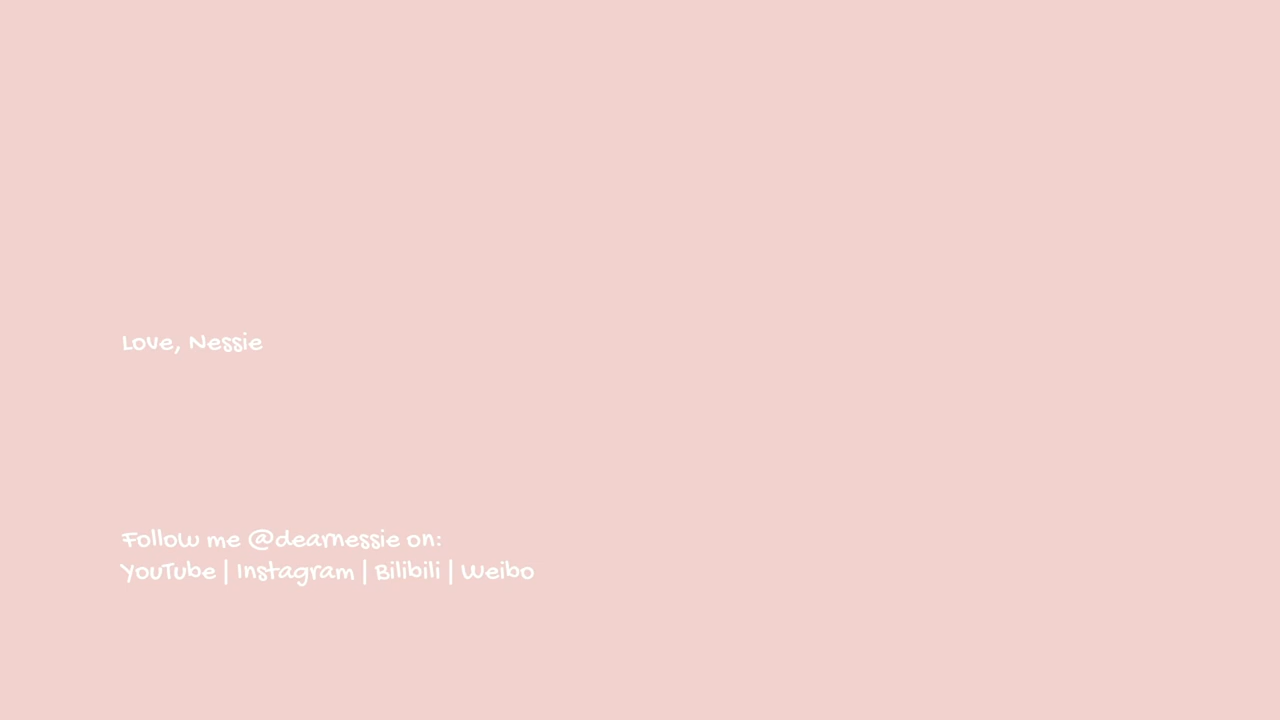 Love, Nessie
Follow me @dearnessie on:
YouTube | Instagram | Bilibili | Weibo